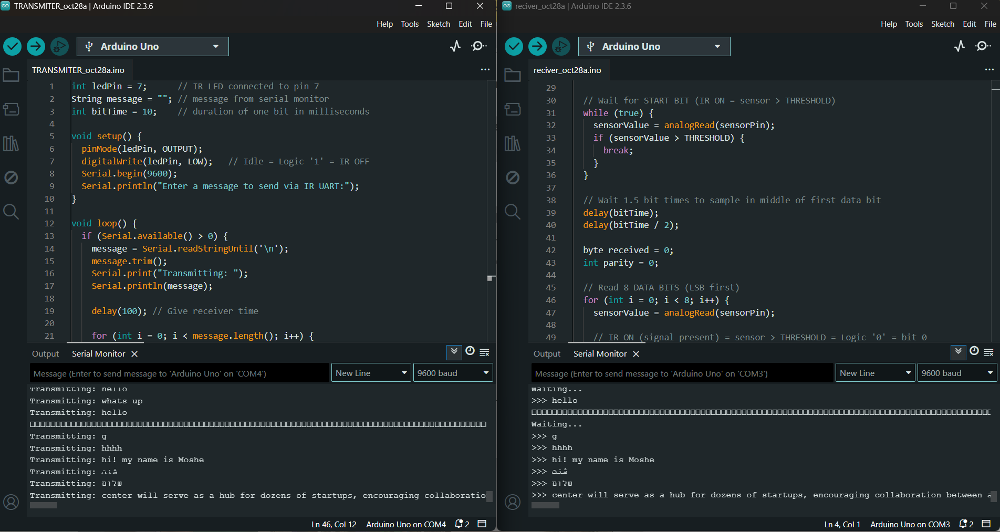 TRANSMITER_oct28a | Arduino IDE 2.3.6
Help Tools Sketch Edit File
Arduino Uno
TRANSMITER_oct28a.ino
1 int ledPin = 7;      // IR LED connected to pin 7
2 String message = ""; // message from serial monitor
3 int bitTime = 10;    // duration of one bit in milliseconds
4
5 void setup() {
6   pinMode(ledPin, OUTPUT);
7   digitalWrite(ledPin, LOW);   // Idle = Logic '1' = IR OFF
8   Serial.begin(9600);
9   Serial.println("Enter a message to send via IR UART:");
10 }
11
12 void loop() {
13   if (Serial.available() > 0) {
14     message = Serial.readStringUntil('\n');
15     message.trim();
16     Serial.print("Transmitting: ");
17     Serial.println(message);
18
19     delay(100); // Give receiver time
20
21     for (int i = 0; i < message.length(); i++) {
Output Serial Monitor
Message (Enter to send message to 'Arduino Uno' on 'COM4')
New Line
9600 baud
Transmitting: hello
Transmitting: whats up
Transmitting: hello
Transmitting: g
Transmitting: hhhh
Transmitting: hi! my name is Moshe
Transmitting: شنت
Transmitting: שלום
Transmitting: center will serve as a hub for dozens of startups, encouraging collaboratio
Ln 46, Col 12 Arduino Uno on COM4 2
reciver_oct28a | Arduino IDE 2.3.6
Help Tools Sketch Edit File
Arduino Uno
reciver_oct28a.ino
29
30 // Wait for START BIT (IR ON = sensor > THRESHOLD)
31 while (true) {
32   sensorValue = analogRead(sensorPin);
33   if (sensorValue > THRESHOLD) {
34     break;
35   }
36 }
37
38 // Wait 1.5 bit times to sample in middle of first data bit
39 delay(bitTime);
40 delay(bitTime / 2);
41
42 byte received = 0;
43 int parity = 0;
44
45 // Read 8 DATA BITS (LSB first)
46 for (int i = 0; i < 8; i++) {
47   sensorValue = analogRead(sensorPin);
48
49   // IR ON (signal present) = sensor > THRESHOLD = Logic '0' = bit 0
Output Serial Monitor
Message (Enter to send message to 'Arduino Uno' on 'COM3')
New Line
9600 baud
Waiting...
>>> hello
Waiting...
>>> g
>>> hhhh
>>> hi! my name is Moshe
>>> شنت
>>> שלום
>>> center will serve as a hub for dozens of startups, encouraging collaboration between a
Ln 4, Col 1 Arduino Uno on COM3 2